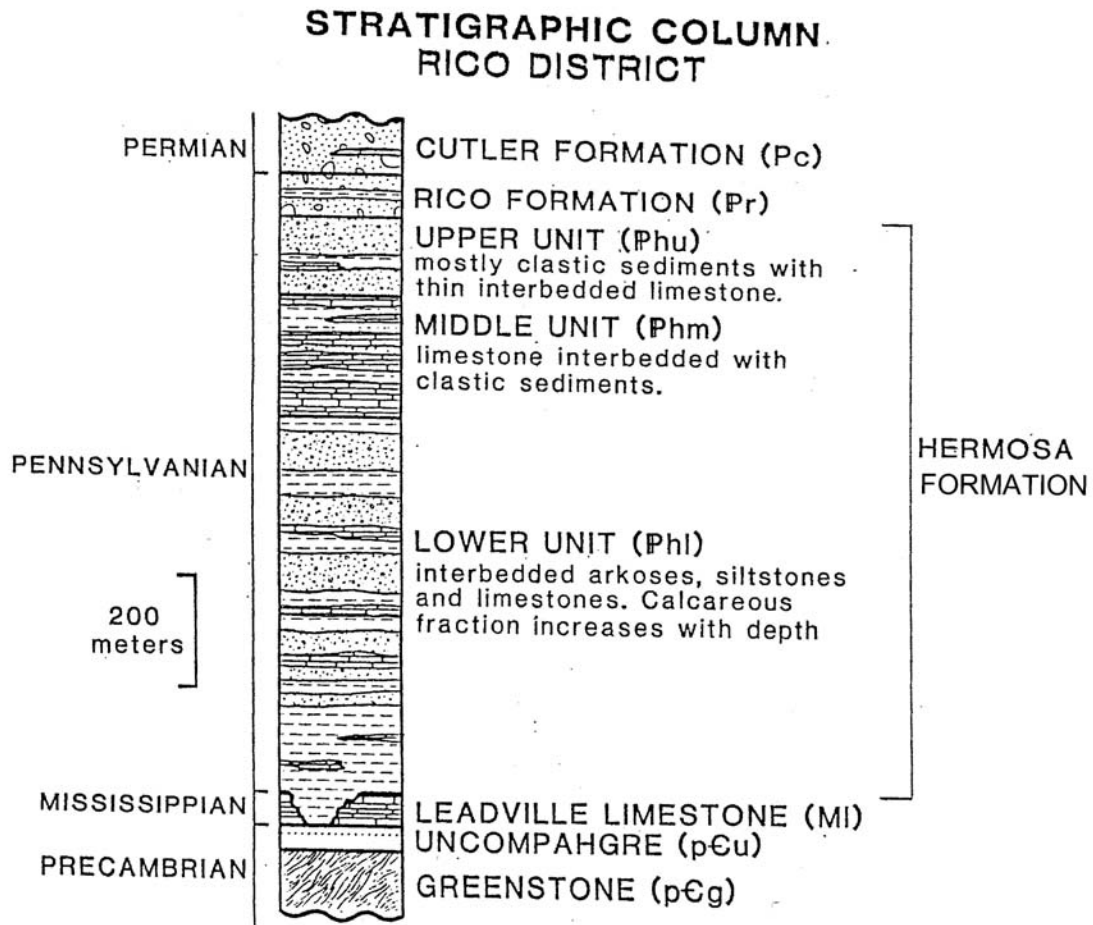 STRATIGRAPHIC COLUMN
RICO DISTRICT
PERMIAN
CUTLER FORMATION (Pc)
RICO FORMATION (ℙr)
UPPER UNIT (ℙhu)
mostly clastic sediments with
thin interbedded limestone.
MIDDLE UNIT (ℙhm)
limestone interbedded with
clastic sediments.
PENNSYLVANIAN
HERMOSA
FORMATION
LOWER UNIT (ℙhl)
interbedded arkoses, siltstones
and limestones. Calcareous
fraction increases with depth
200
meters
MISSISSIPPIAN
LEADVILLE LIMESTONE (Ml)
UNCOMPAHGRE (p€u)
PRECAMBRIAN
GREENSTONE (p€g)